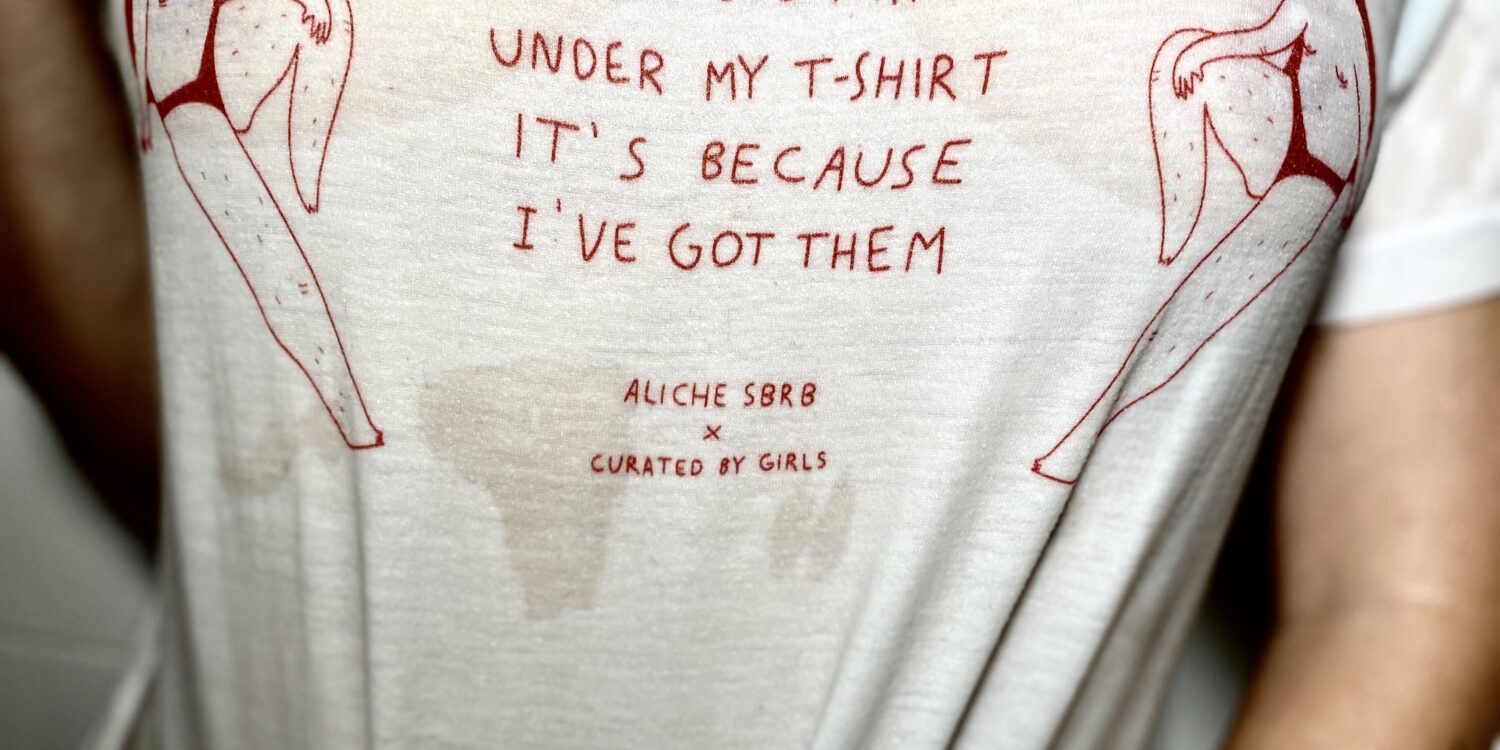 UNDER MY T-SHIRT
IT'S BECAUSE
I'VE GOT THEM
ALICHE SBRB
x
CURATED BY GIRLS